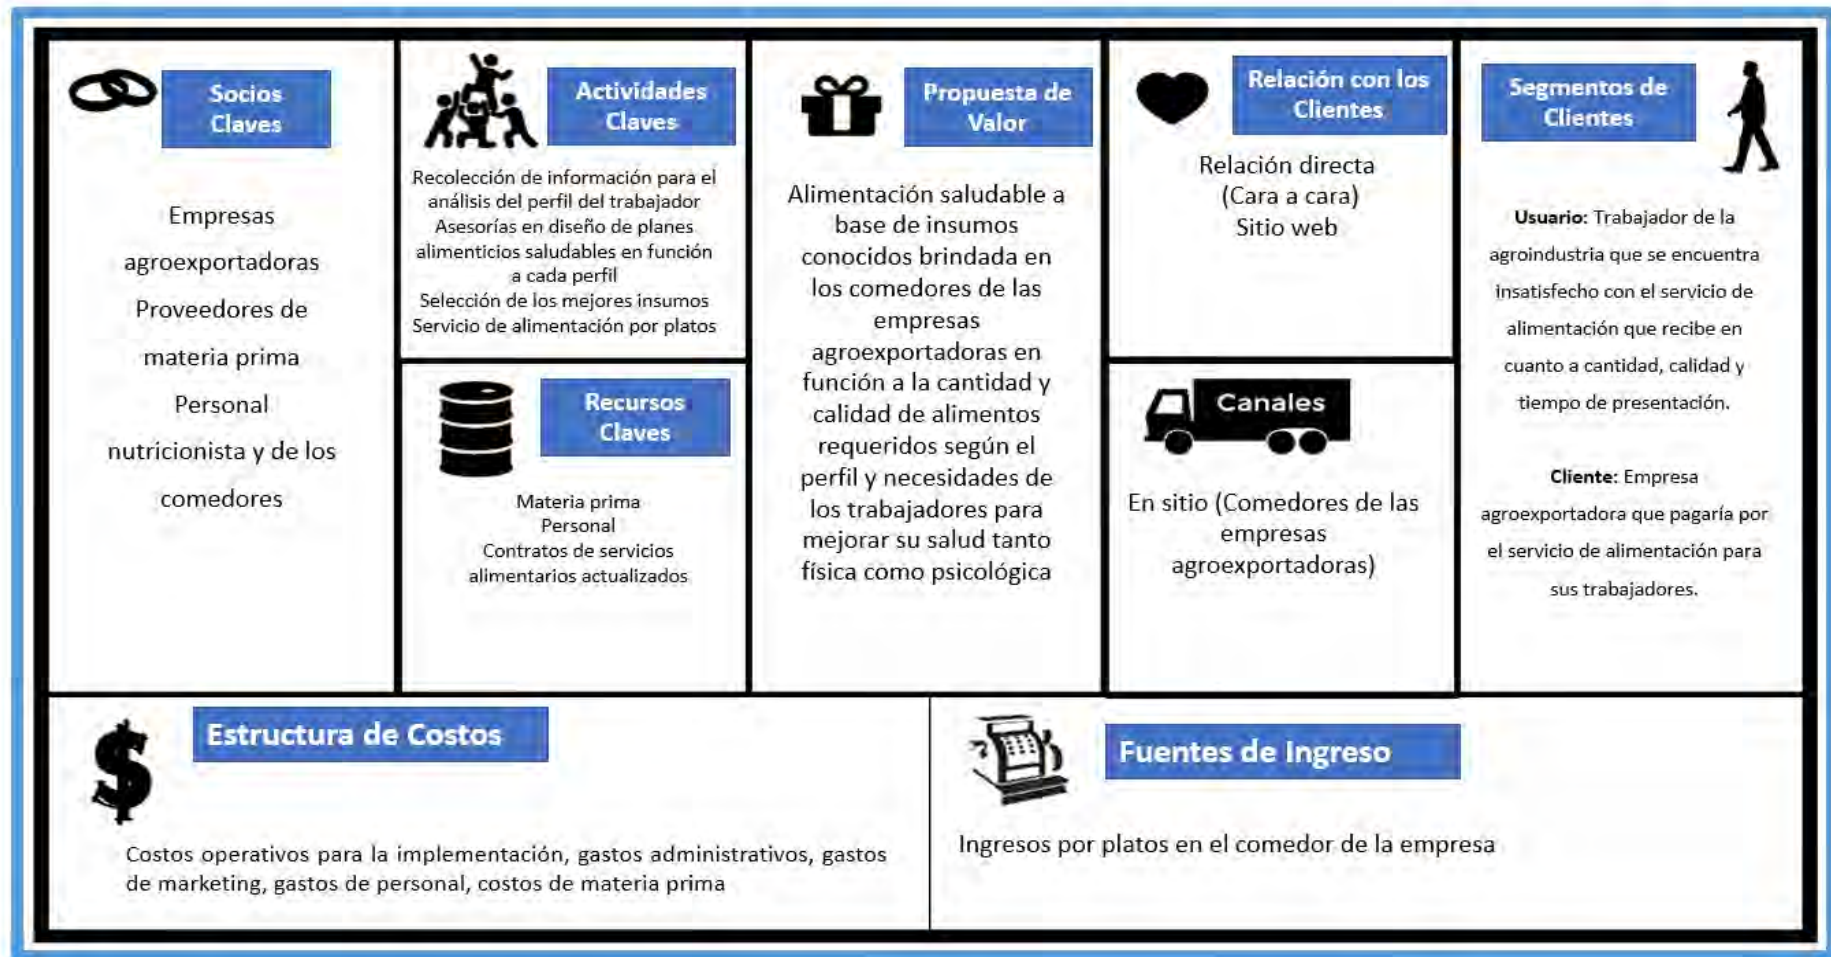 Socios
Claves
Empresas
agroexportadoras
Proveedores de
materia prima
Personal
nutricionista y de los
comedores
Actividades
Claves
Recolección de información para el
análisis del perfil del trabajador
Asesorías en diseño de planes
alimenticios saludables en función
a cada perfil
Selección de los mejores insumos
Servicio de alimentación por platos
Recursos
Claves
Materia prima
Personal
Contratos de servicios
alimentarios actualizados
Propuesta de
Valor
Alimentación saludable a
base de insumos
conocidos brindada en
los comedores de las
empresas
agroexportadoras en
función a la cantidad y
calidad de alimentos
requeridos según el
perfil y necesidades de
los trabajadores para
mejorar su salud tanto
física como psicológica
Relación con los
Clientes
Relación directa
(Cara a cara)
Sitio web
Canales
En sitio (Comedores de las
empresas
agroexportadoras)
Segmentos de
Clientes
Usuario: Trabajador de la
agroindustria que se encuentra
insatisfecho con el servicio de
alimentación que recibe en
cuanto a cantidad, calidad y
tiempo de presentación.
Cliente: Empresa
agroexportadora que pagaría por
el servicio de alimentación para
sus trabajadores.
Estructura de Costos
Costos operativos para la implementación, gastos administrativos, gastos
de marketing, gastos de personal, costos de materia prima
Fuentes de Ingreso
Ingresos por platos en el comedor de la empresa